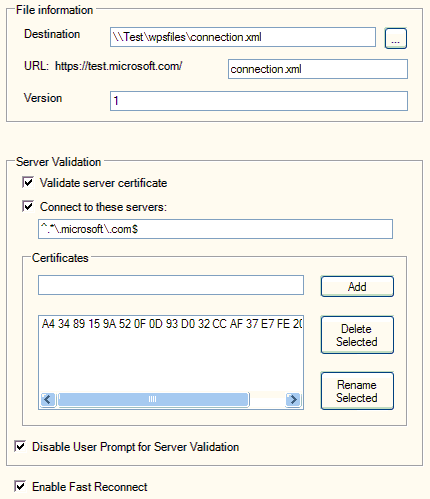 File information
Destination
\\Test\wpsfiles\connection.xml
...
URL: https://test.microsoft.com/
connection.xml
Version
1
Server Validation
Validate server certificate
Connect to these servers:
^.*\.microsoft\.com$
Certificates
Add
A4 34 89 15 9A 52 0F 0D 93 D0 32 CC AF 37 E7 FE 20
Delete
Selected
Rename
Selected
Disable User Prompt for Server Validation
Enable Fast Reconnect